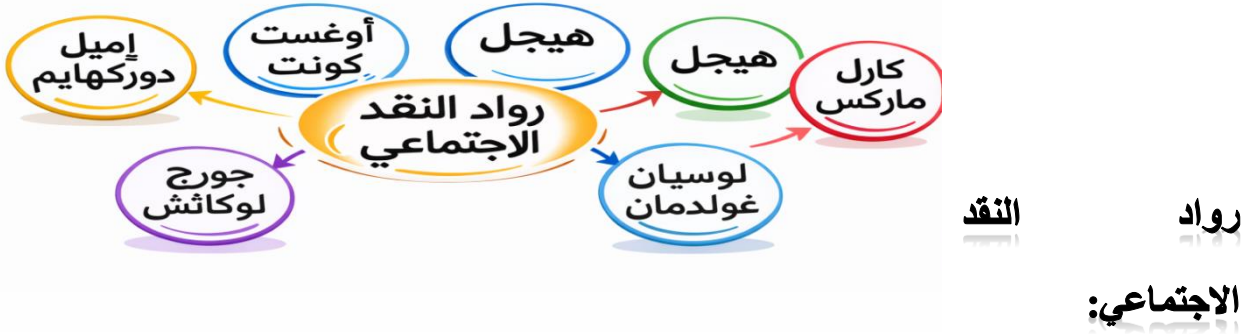 إميل
دوركهايم
أوغست
كونت
هيجل
هيجل
كارل
ماركس
رواد النقد
الاجتماعي
جورج
لوكاتش
لوسيان
غولدمان
رواد النقد
الاجتماعي: